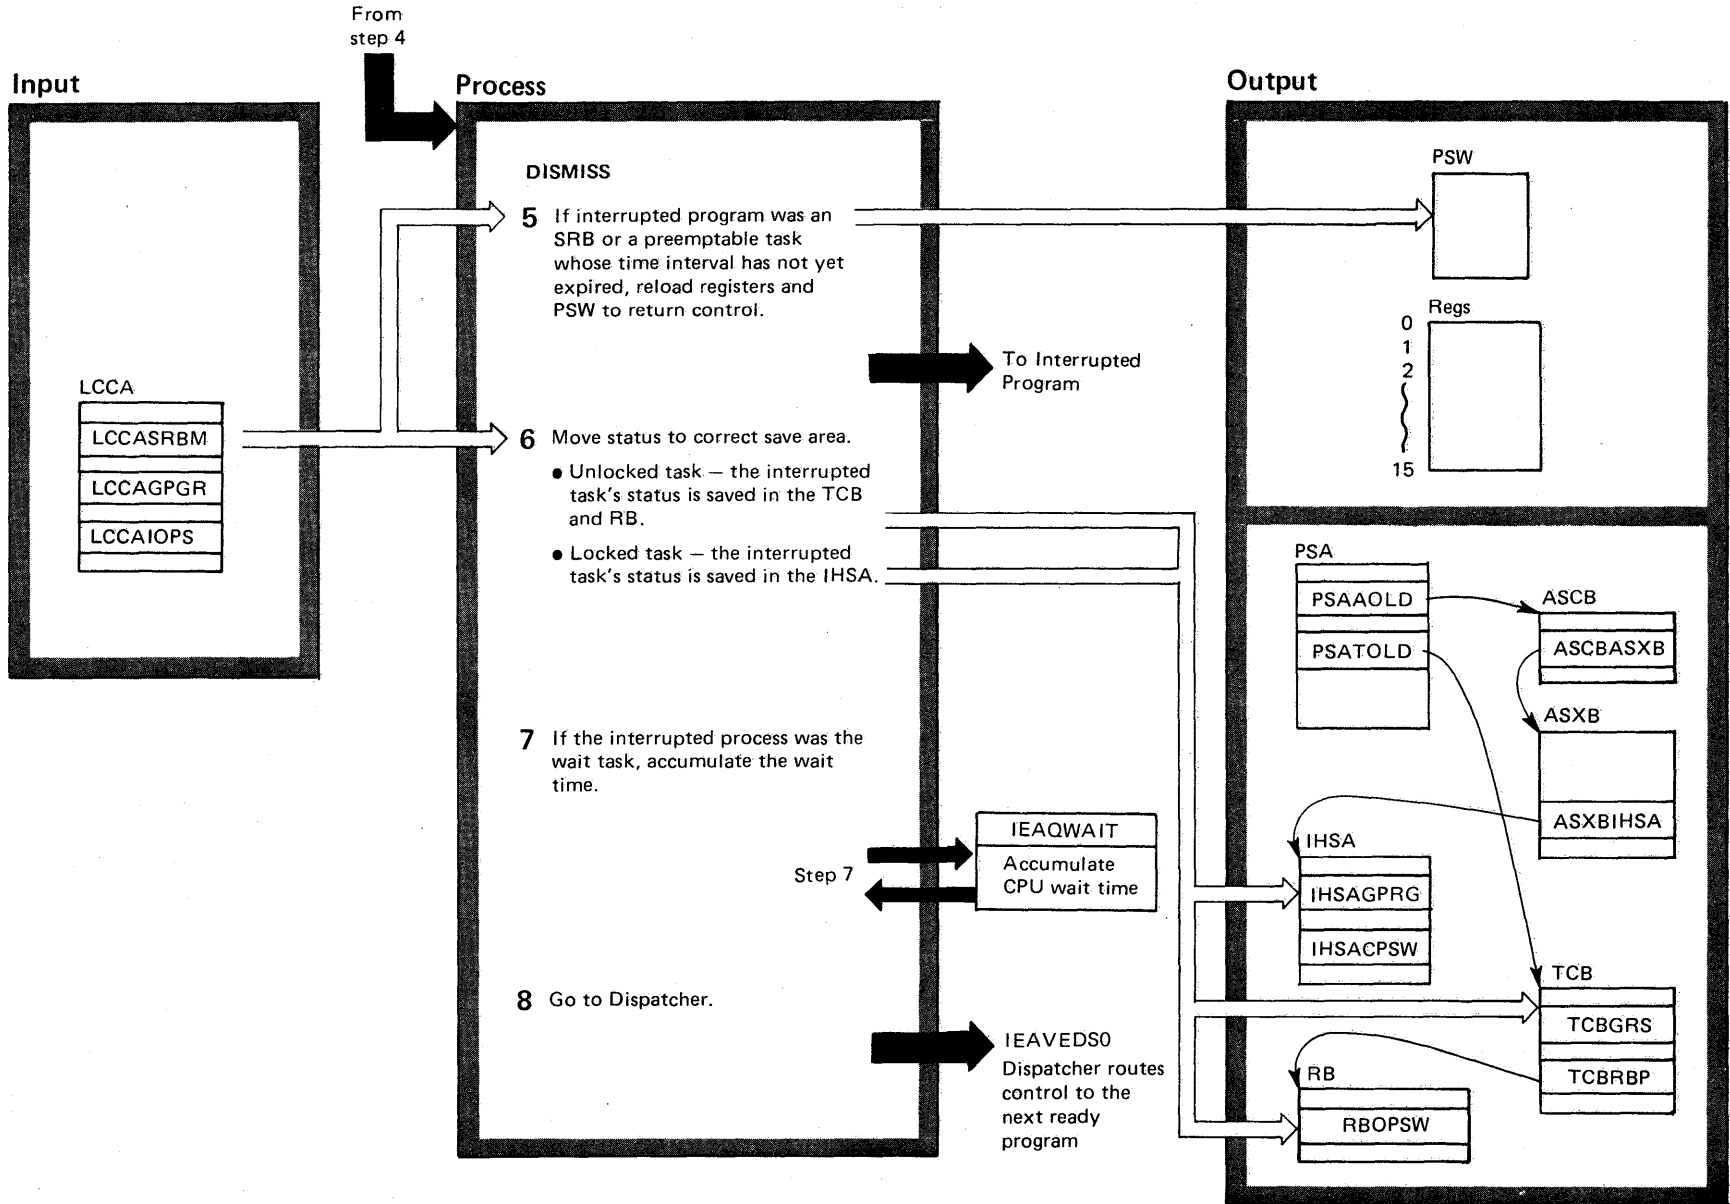 From
step 4
Input
Process
Output
LCCA
LCCASRBM
LCCAGPGR
LCCAIOPS
DISMISS
5 If interrupted program was an
SRB or a preemptable task
whose time interval has not yet
expired, reload registers and
PSW to return control.
To Interrupted
Program
6 Move status to correct save area.
• Unlocked task — the interrupted
task's status is saved in the TCB
and RB.
• Locked task — the interrupted
task's status is saved in the IHSA.
7 If the interrupted process was the
wait task, accumulate the wait
time.
Step 7
IEAQWAIT
Accumulate
CPU wait time
8 Go to Dispatcher.
IEAVEDS0
Dispatcher routes
control to the
next ready
program
PSW
Regs
0
1
2
15
PSA
PSAAOLD
PSATOLD
ASCB
ASCBASXB
ASXB
ASXBIHSA
IHSA
IHSAGPRG
IHSACPSW
TCB
TCBGRS
TCBRBP
RB
RBOPSW